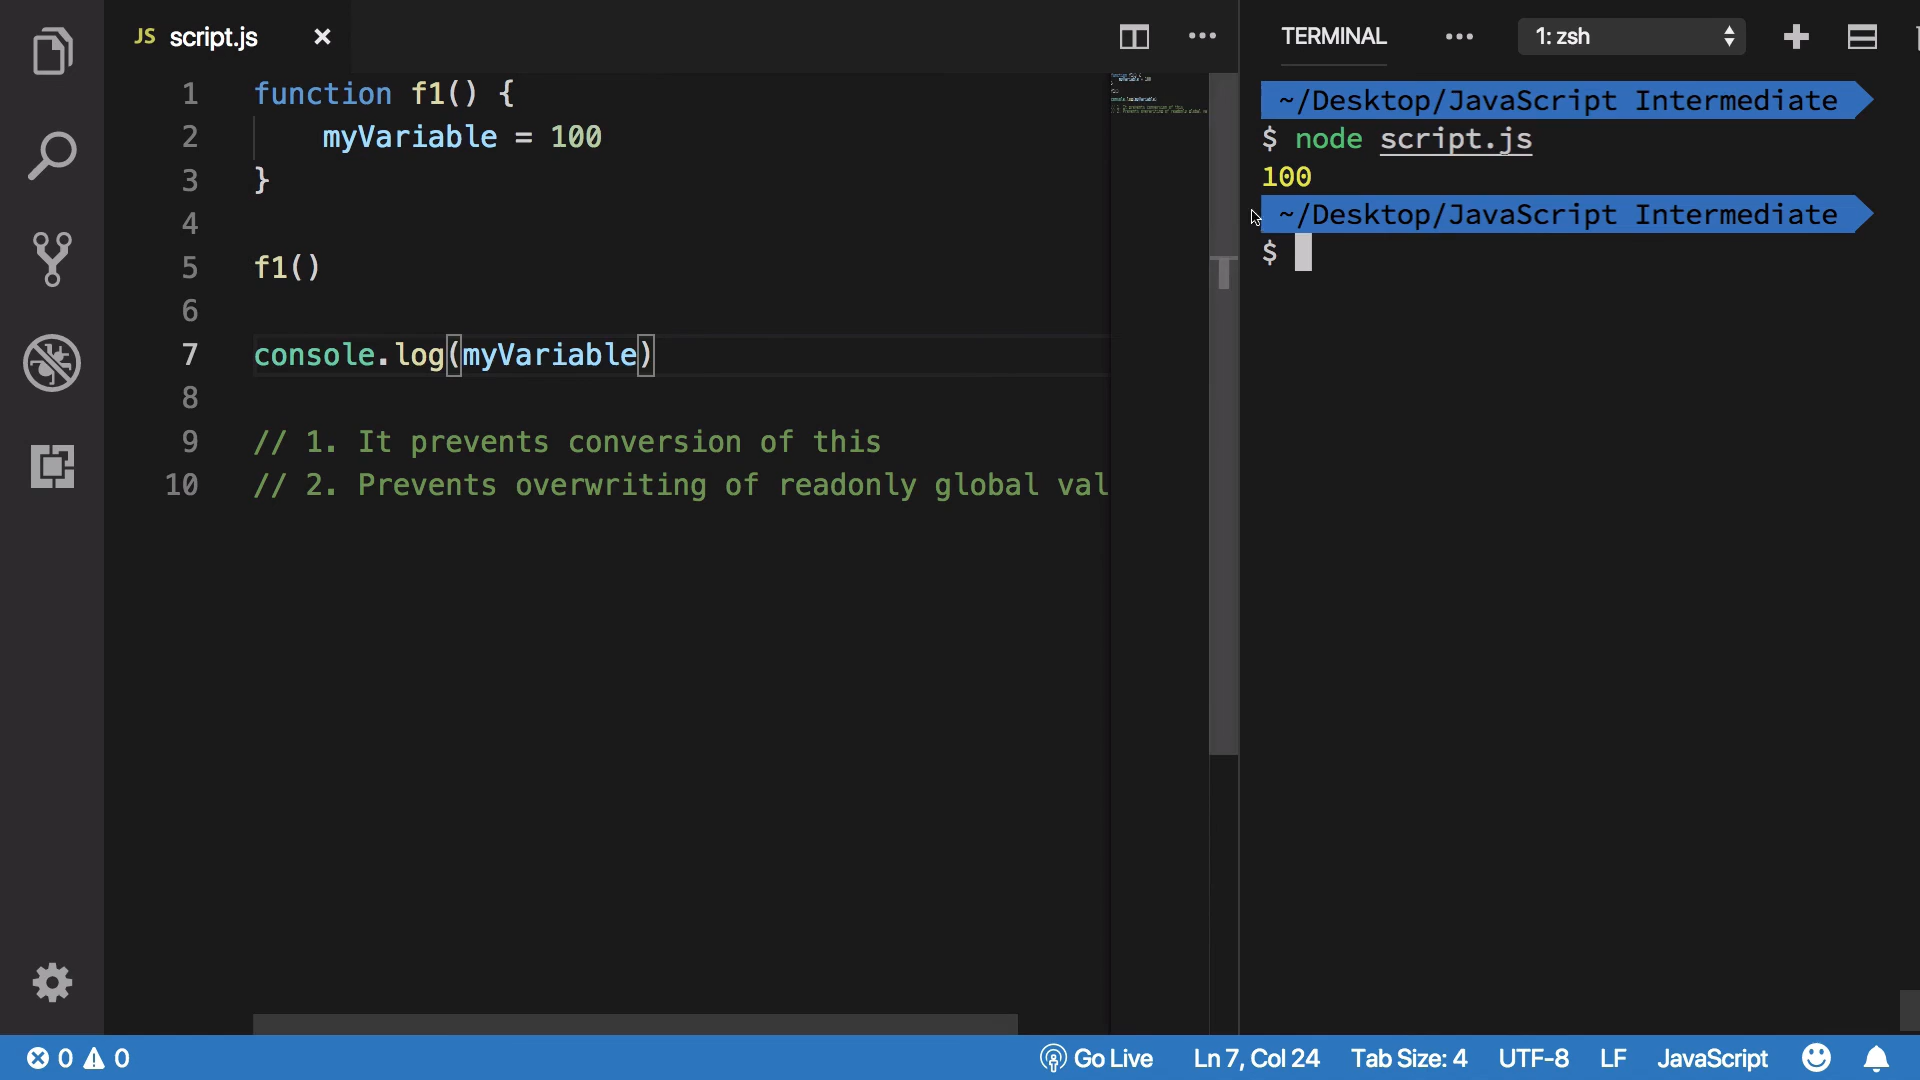 JS script.js
1 function f1() {
2 myVariable = 100
3 }
4
5 f1()
6
7 console.log(myVariable)
8
9 // 1. It prevents conversion of this
10 // 2. Prevents overwriting of readonly global val
TERMINAL 1: zsh
~/Desktop/JavaScript Intermediate
$ node script.js
100
~/Desktop/JavaScript Intermediate
$
0 0 Go Live Ln 7, Col 24 Tab Size: 4 UTF-8 LF JavaScript